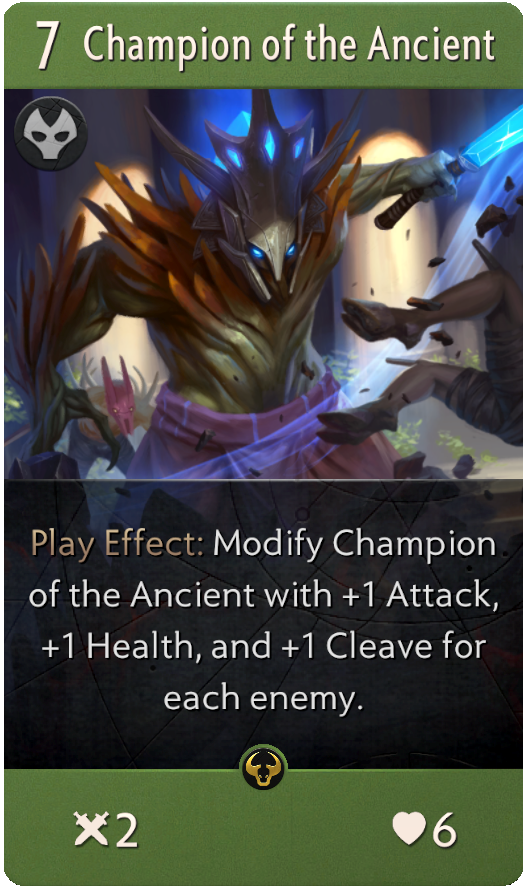 7 Champion of the Ancient
Play Effect: Modify Champion
of the Ancient with +1 Attack,
+1 Health, and +1 Cleave for
each enemy.
2 6